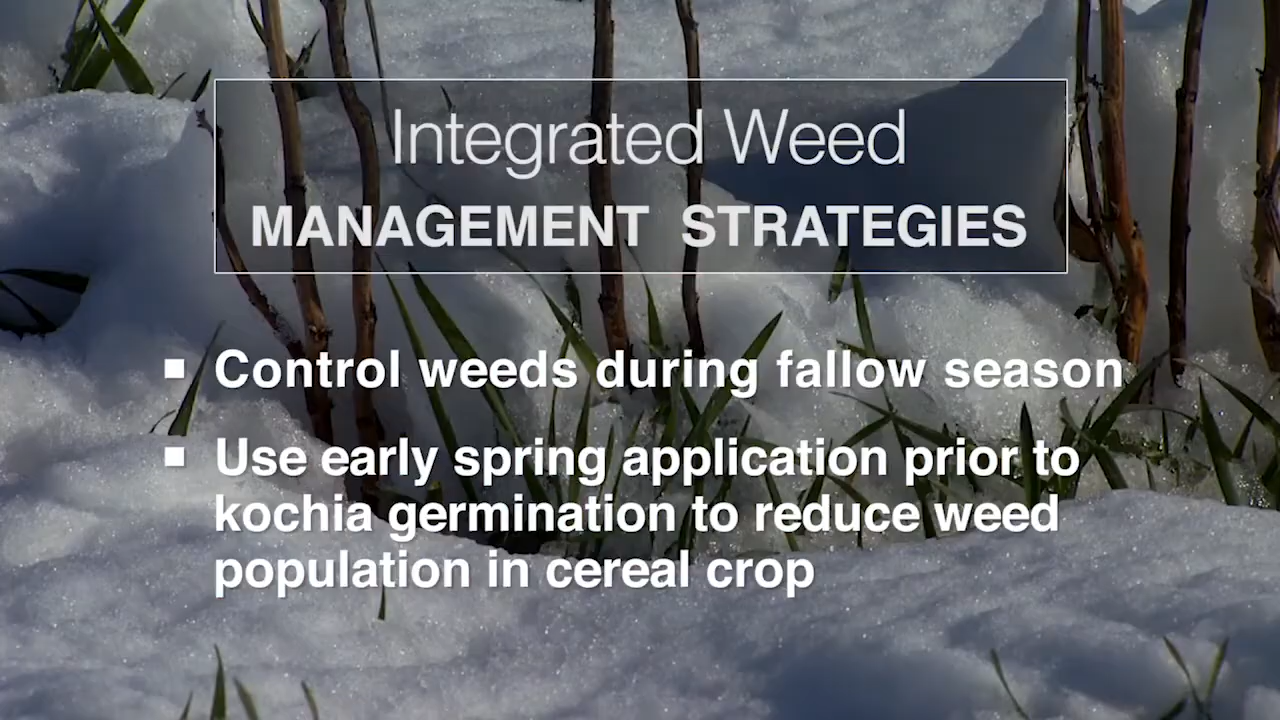 Integrated Weed
MANAGEMENT STRATEGIES
▪ Control weeds during fallow season
▪ Use early spring application prior to
kochia germination to reduce weed
population in cereal crop